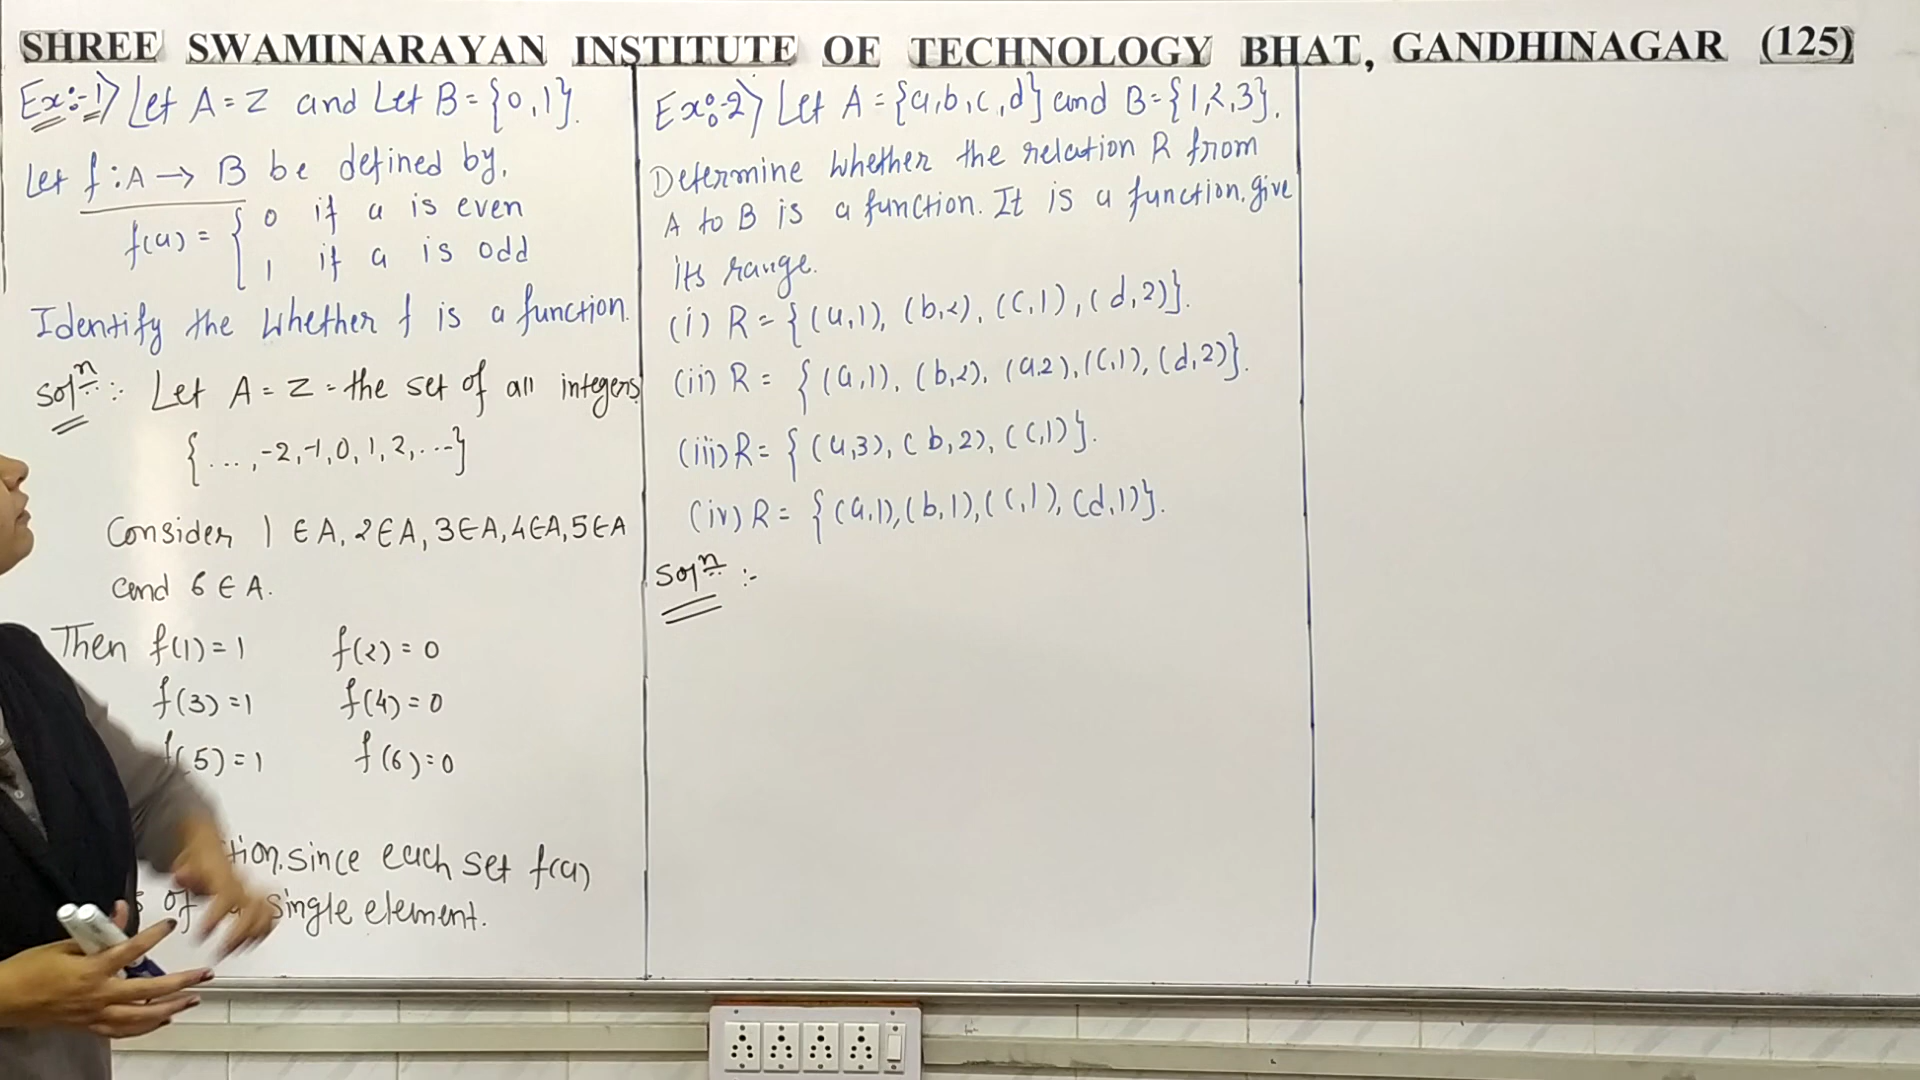 SHREE SWAMINARAYAN INSTITUTE OF TECHNOLOGY BHAT, GANDHINAGAR (125)
Ex:-1) Let A = Z and Let B = {0,1}.
Let f : A → B be defined by,
f(a) = { 0 if a is even
1 if a is odd
Identify the whether f is a function.
Solⁿ :- Let A = Z = the set of all integers
{..., -2, -1, 0, 1, 2, ...}
Consider 1 ∈ A, 2 ∈ A, 3 ∈ A, 4 ∈ A, 5 ∈ A
and 6 ∈ A.
Then f(1) = 1 f(2) = 0
f(3) = 1 f(4) = 0
f(5) = 1 f(6) = 0
since each set f(a)
of single element.
Ex:-2) Let A = {a,b,c,d} and B = {1,2,3}.
Determine whether the relation R from
A to B is a function. It is a function, give
its range.
(i) R = {(a,1), (b,2), (c,1), (d,2)}.
(ii) R = {(a,1), (b,2), (a,2), (c,1), (d,2)}.
(iii) R = {(a,3), (b,2), (c,1)}.
(iv) R = {(a,1), (b,1), (c,1), (d,1)}.
Solⁿ :-